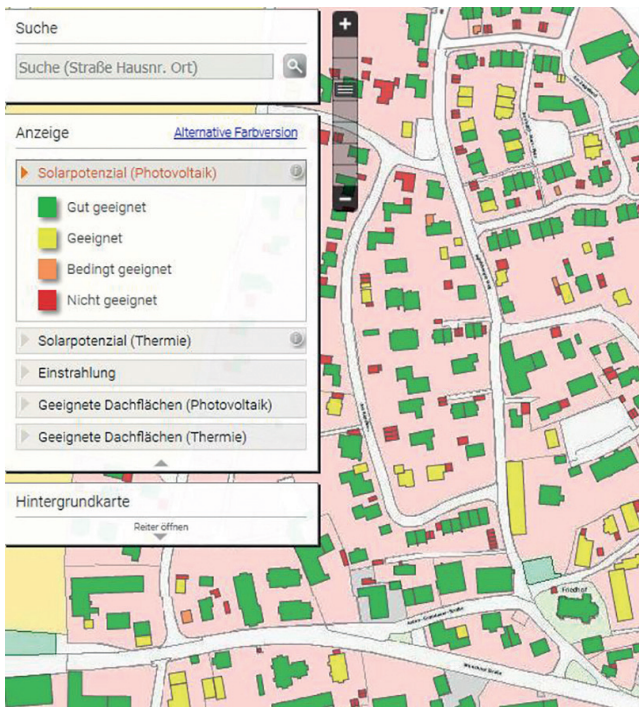 Suche
Suche (Straße Hausnr. Ort)
Anzeige
Alternative Farbversion
Solarpotenzial (Photovoltaik)
Gut geeignet
Geeignet
Bedingt geeignet
Nicht geeignet
Solarpotenzial (Thermie)
Einstrahlung
Geeignete Dachflächen (Photovoltaik)
Geeignete Dachflächen (Thermie)
Hintergrundkarte
Reiter öffnen
Friedhof